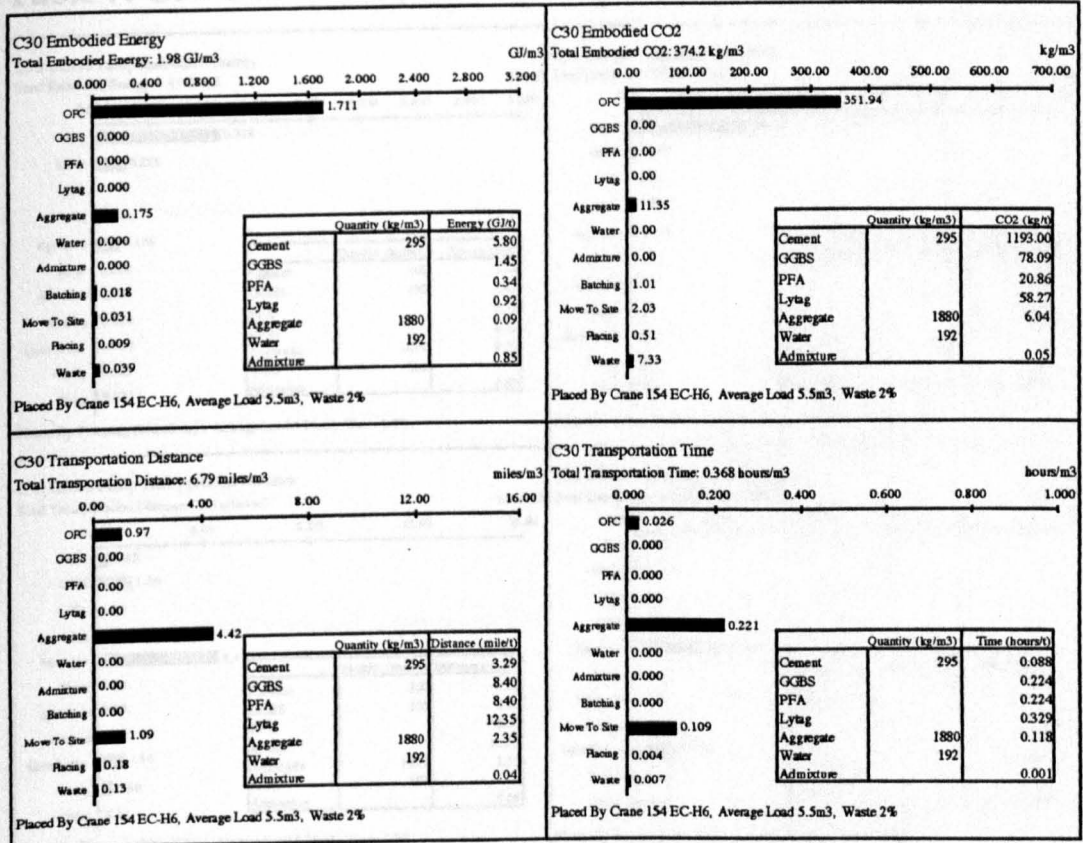 C30 Embodied Energy
Total Embodied Energy: 1.98 GJ/m3
GJ/m3
0.000 0.400 0.800 1.200 1.600 2.000 2.400 2.800 3.200
OPC 1.711
GGBS 0.000
PFA 0.000
Lytag 0.000
Aggregate 0.175
Water 0.000
Admixture 0.000
Batching 0.018
Move To Site 0.031
Placing 0.009
Waste 0.039
Quantity (kg/m3) Energy (GJ/t)
Cement 295 5.80
GGBS 1.45
PFA 0.34
Lytag 0.92
Aggregate 1880 0.09
Water 192
Admixture 0.85
Placed By Crane 154 EC-H6, Average Load 5.5m3, Waste 2%
C30 Embodied CO2
Total Embodied CO2: 374.2 kg/m3
kg/m3
0.00 100.00 200.00 300.00 400.00 500.00 600.00 700.00
OPC 351.94
GGBS 0.00
PFA 0.00
Lytag 0.00
Aggregate 11.35
Water 0.00
Admixture 0.00
Batching 1.01
Move To Site 2.03
Placing 0.51
Waste 7.33
Quantity (kg/m3) CO2 (kg/t)
Cement 295 1193.00
GGBS 78.09
PFA 20.86
Lytag 58.27
Aggregate 1880 6.04
Water 192
Admixture 0.05
Placed By Crane 154 EC-H6, Average Load 5.5m3, Waste 2%
C30 Transportation Distance
Total Transportation Distance: 6.79 miles/m3
miles/m3
0.00 4.00 8.00 12.00 16.00
OPC 0.97
GGBS 0.00
PFA 0.00
Lytag 0.00
Aggregate 4.42
Water 0.00
Admixture 0.00
Batching 0.00
Move To Site 1.09
Placing 0.18
Waste 0.13
Quantity (kg/m3) Distance (mile/t)
Cement 295 3.29
GGBS 8.40
PFA 8.40
Lytag 12.35
Aggregate 1880 2.35
Water 192
Admixture 0.04
Placed By Crane 154 EC-H6, Average Load 5.5m3, Waste 2%
C30 Transportation Time
Total Transportation Time: 0.368 hours/m3
hours/m3
0.000 0.200 0.400 0.600 0.800 1.000
OPC 0.026
GGBS 0.000
PFA 0.000
Lytag 0.000
Aggregate 0.221
Water 0.000
Admixture 0.000
Batching 0.000
Move To Site 0.109
Placing 0.004
Waste 0.007
Quantity (kg/m3) Time (hours/t)
Cement 295 0.088
GGBS 0.224
PFA 0.224
Lytag 0.329
Aggregate 1880 0.118
Water 192
Admixture 0.001
Placed By Crane 154 EC-H6, Average Load 5.5m3, Waste 2%